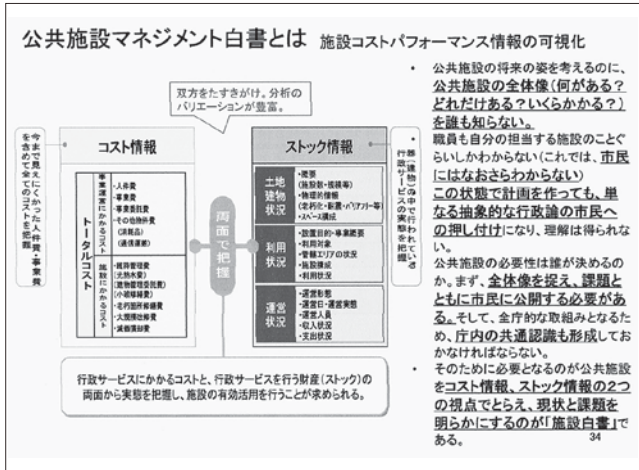 公共施設マネジメント白書とは 施設コストパフォーマンス情報の可視化
双方をたすきがけ。分析の
バリエーションが豊富。
今まで見えにくかった人件費・事業費
を含めて全てのコストを把握
コスト情報
トータルコスト
事業運営にかかるコスト
・人件費
・事業費
・事業委託費
・その他物件費
(消耗品)
(通信運搬)
施設にかかるコスト
・維持管理費
(光熱水費)
(建物管理委託費)
(小破修繕費)
・老朽箇所修繕費
・大規模改修費
・減価償却費
両面で把握
ストック情報
土地
建物
状況
・概要
(施設数・規模等)
・物理的情報
(老朽化・耐震・バリアフリー等)
・スペース構成
利用
状況
・設置目的・事業概要
・利用対象
・管轄エリアの状況
・施設構成
・利用状況
運営
状況
・運営形態
・運営日・運営実態
・運営人員
・収入状況
・支出状況
(建物)の中で行われている
行政サービスの実態を把握
行政サービスにかかるコストと、行政サービスを行う財産(ストック)の
両面から実態を把握し、施設の有効活用を行うことが求められる。
・ 公共施設の将来の姿を考えるのに、
公共施設の全体像(何がある?
どれだけある?いくらかかる?)
を誰も知らない。
・ 職員も自分の担当する施設のことぐ
らいしかわからない(これでは、市民
にはなおさらわからない)
この状態で計画を作っても、単
なる抽象的な行政論の市民へ
の押し付けになり、理解は得られな
い。
公共施設の必要性は誰が決めるの
か。まず、全体像を捉え、課題と
ともに市民に公開する必要があ
る。そして、全庁的な取組みとなるた
め、庁内の共通認識も形成してお
かなければならない。
・ そのために必要となるのが公共施設
をコスト情報、ストック情報の2つ
の視点でとらえ、現状と課題を
明らかにするのが「施設白書」で
ある。
34